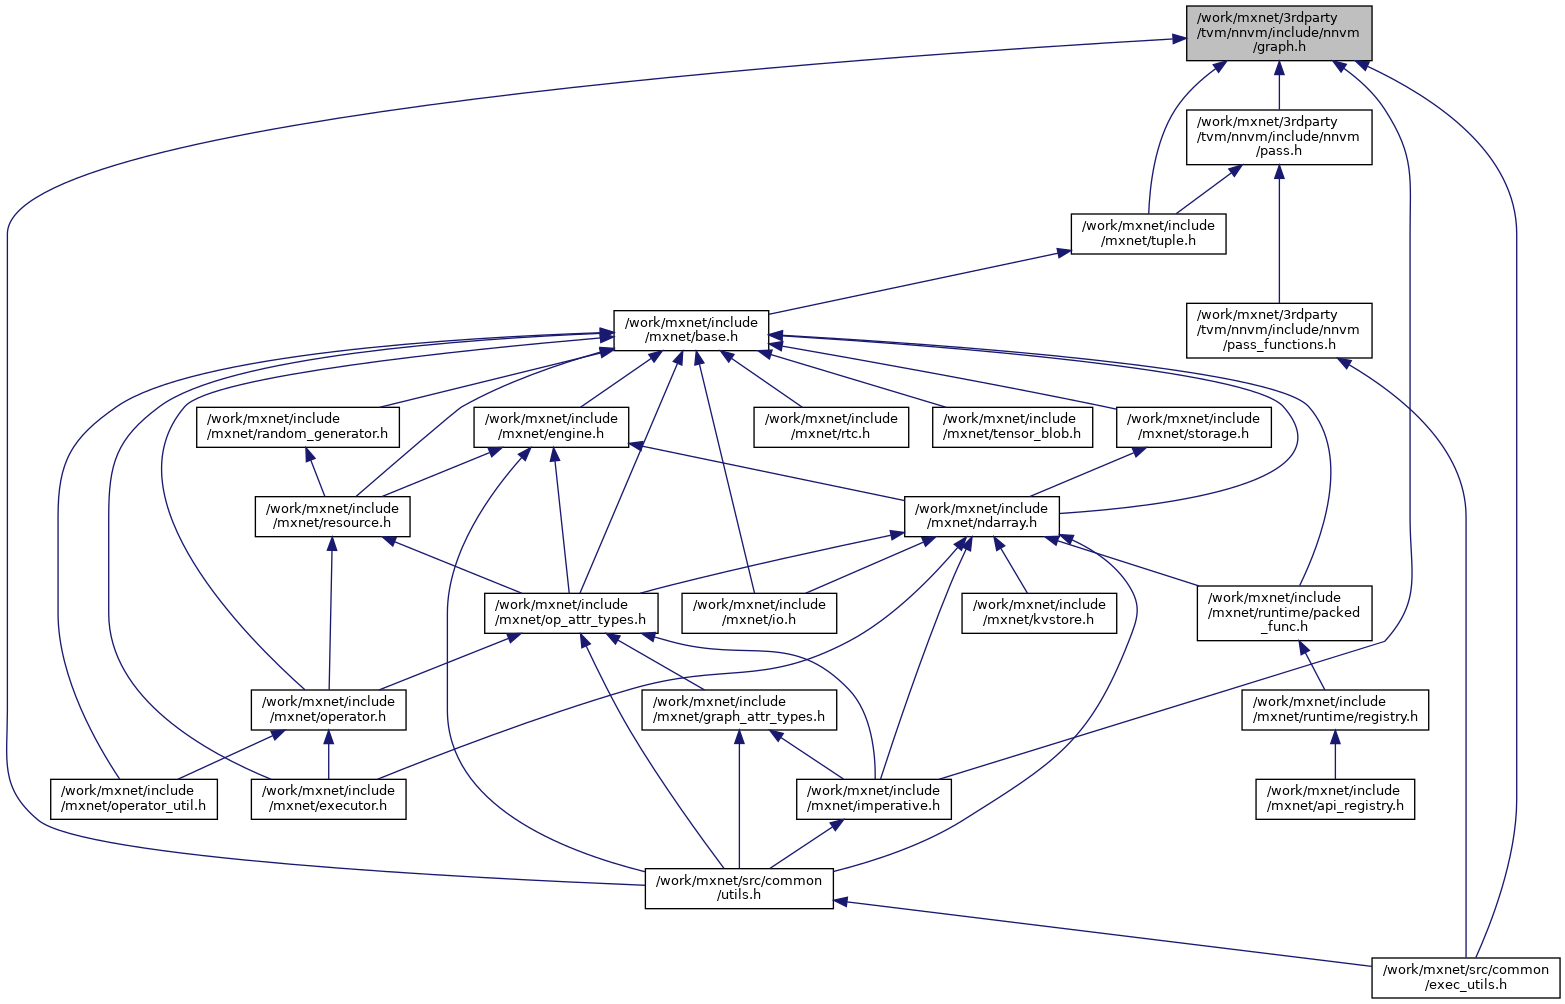 /work/mxnet/3rdparty
/tvm/nnvm/include/nnvm
/graph.h
/work/mxnet/3rdparty
/tvm/nnvm/include/nnvm
/pass.h
/work/mxnet/include
/mxnet/tuple.h
/work/mxnet/include
/mxnet/base.h
/work/mxnet/3rdparty
/tvm/nnvm/include/nnvm
/pass_functions.h
/work/mxnet/include
/mxnet/random_generator.h
/work/mxnet/include
/mxnet/engine.h
/work/mxnet/include
/mxnet/rtc.h
/work/mxnet/include
/mxnet/tensor_blob.h
/work/mxnet/include
/mxnet/storage.h
/work/mxnet/include
/mxnet/resource.h
/work/mxnet/include
/mxnet/ndarray.h
/work/mxnet/include
/mxnet/op_attr_types.h
/work/mxnet/include
/mxnet/io.h
/work/mxnet/include
/mxnet/kvstore.h
/work/mxnet/include
/mxnet/runtime/packed
_func.h
/work/mxnet/include
/mxnet/operator.h
/work/mxnet/include
/mxnet/graph_attr_types.h
/work/mxnet/include
/mxnet/runtime/registry.h
/work/mxnet/include
/mxnet/operator_util.h
/work/mxnet/include
/mxnet/executor.h
/work/mxnet/include
/mxnet/imperative.h
/work/mxnet/include
/mxnet/api_registry.h
/work/mxnet/src/common
/utils.h
/work/mxnet/src/common
/exec_utils.h